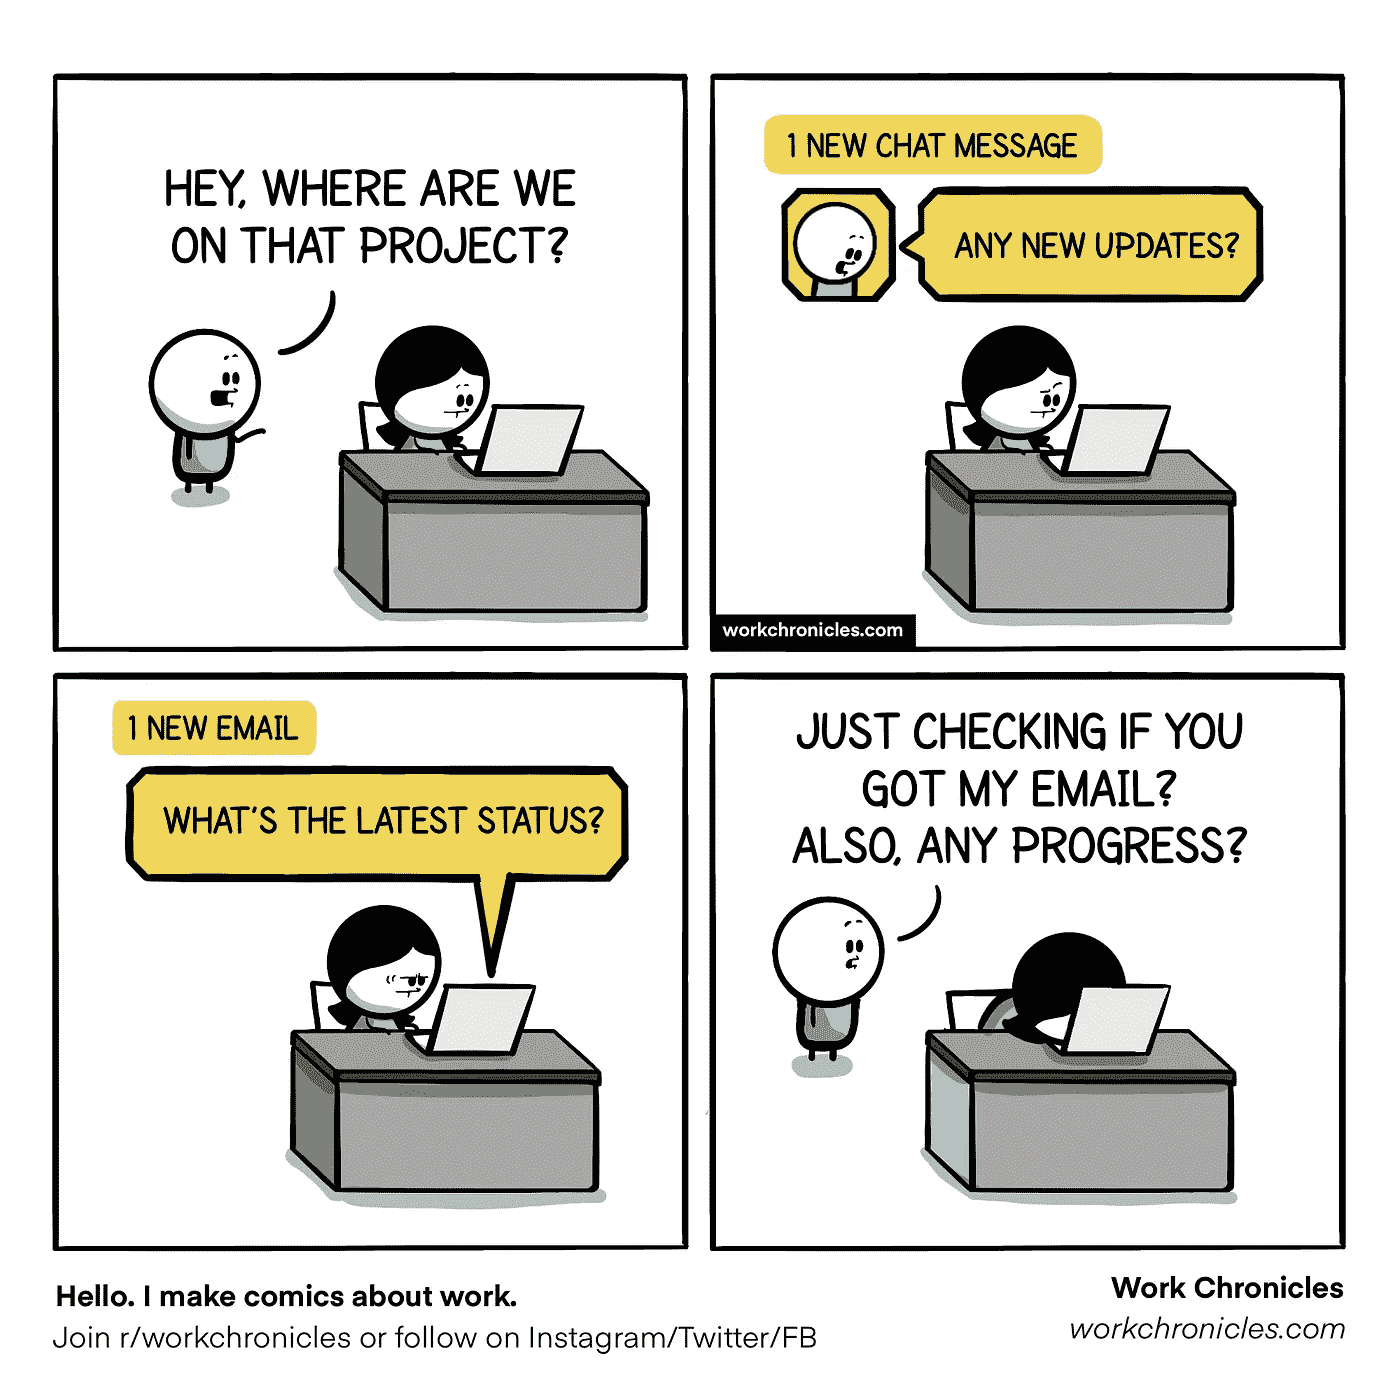 HEY, WHERE ARE WE
ON THAT PROJECT?
1 NEW CHAT MESSAGE
ANY NEW UPDATES?
workchronicles.com
1 NEW EMAIL
WHAT'S THE LATEST STATUS?
JUST CHECKING IF YOU
GOT MY EMAIL?
ALSO, ANY PROGRESS?
Hello. I make comics about work.
Join r/workchronicles or follow on Instagram/Twitter/FB
Work Chronicles
workchronicles.com